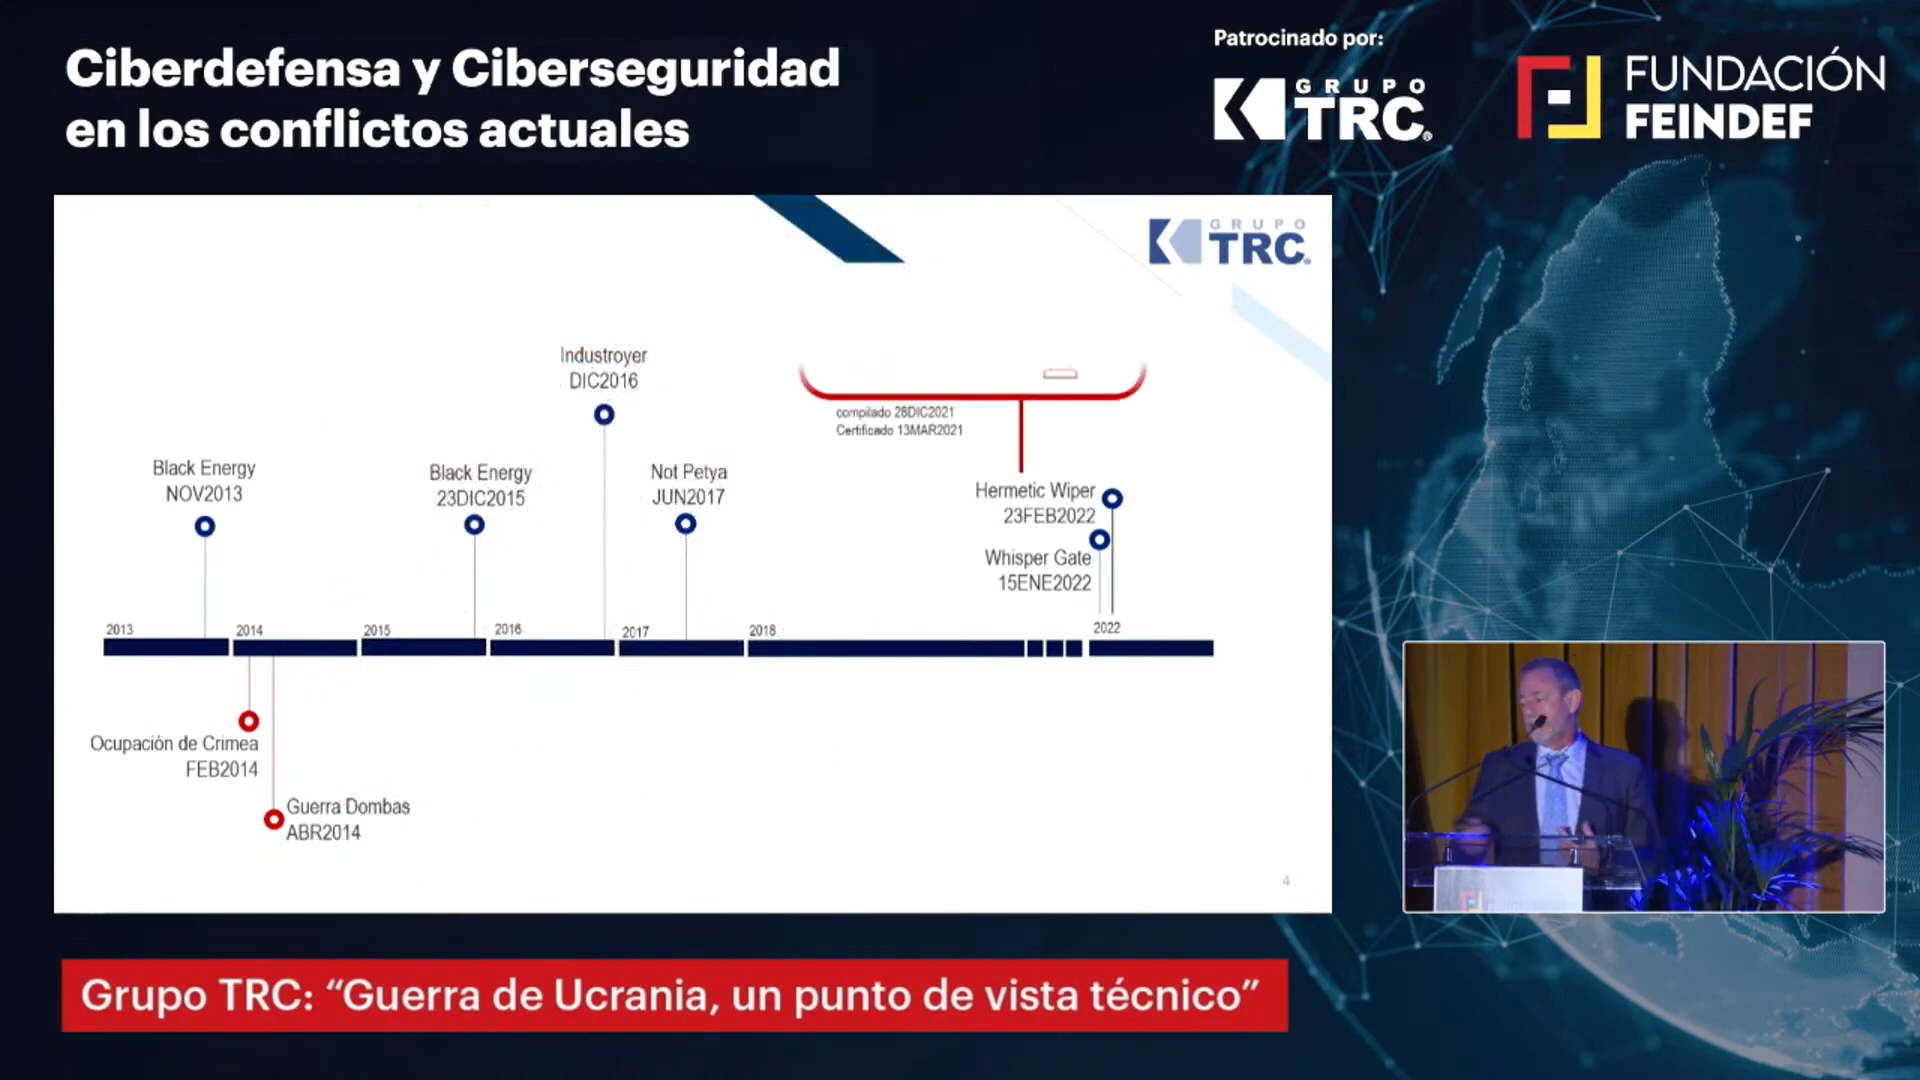 Ciberdefensa y Ciberseguridad
en los conflictos actuales
Patrocinado por:
GRUPO
TRC®
FUNDACIÓN
FEINDEF
GRUPO
TRC®
Industroyer
DIC2016
compilado 28DIC2021
Certificado 13MAR2021
Black Energy
NOV2013
Black Energy
23DIC2015
Not Petya
JUN2017
Hermetic Wiper
23FEB2022
Whisper Gate
15ENE2022
2013
2014
2015
2016
2017
2018
2022
Ocupación de Crimea
FEB2014
Guerra Dombas
ABR2014
4
Grupo TRC: “Guerra de Ucrania, un punto de vista técnico”